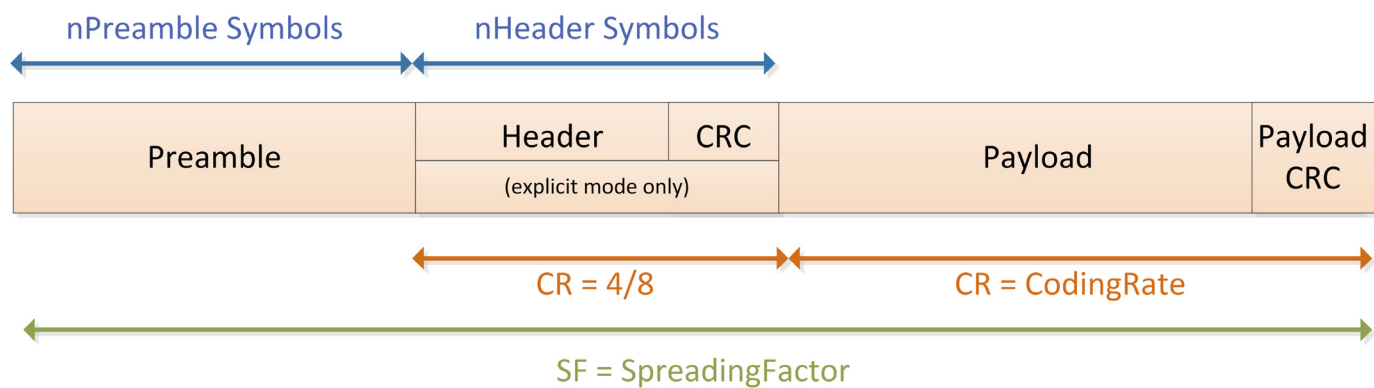 nPreamble Symbols
nHeader Symbols
Preamble
Header
CRC
(explicit mode only)
Payload
Payload
CRC
CR = 4/8
CR = CodingRate
SF = SpreadingFactor